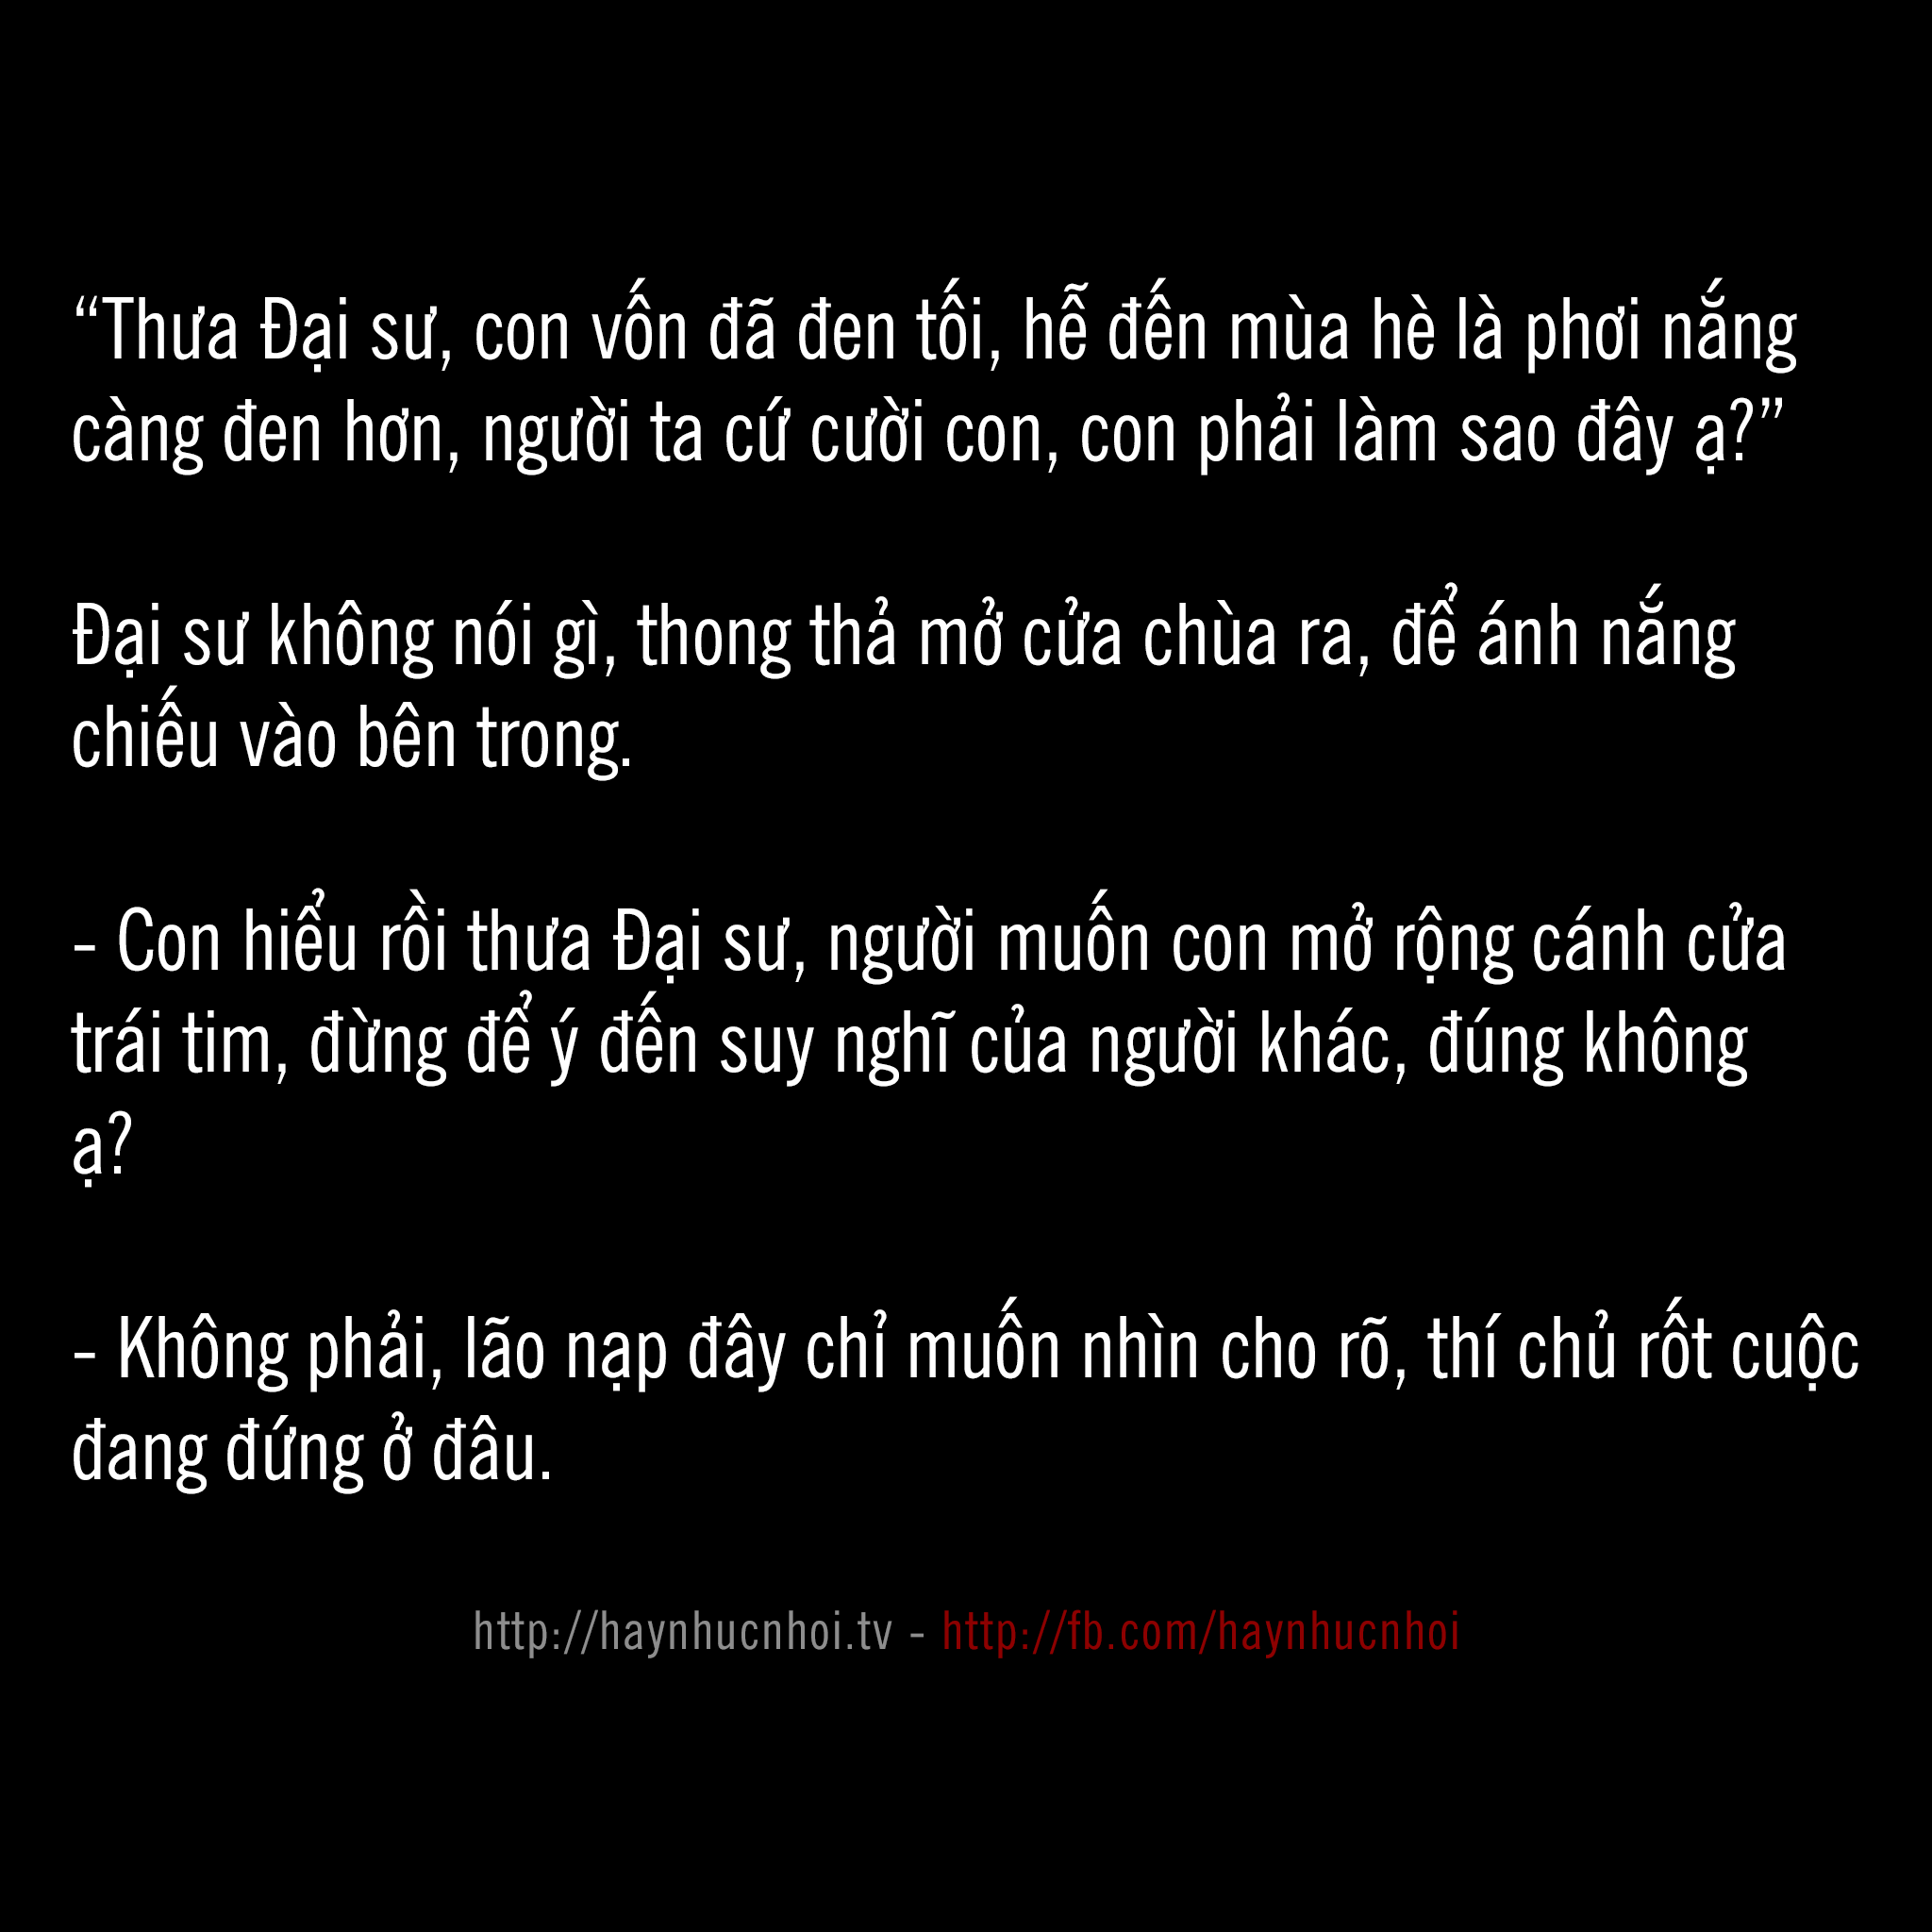 “Thưa Đại sư, con vốn đã đen tối, hễ đến mùa hè là phơi nắng
càng đen hơn, người ta cứ cười con, con phải làm sao đây ạ?”
Đại sư không nói gì, thong thả mở cửa chùa ra, để ánh nắng
chiếu vào bên trong.
- Con hiểu rồi thưa Đại sư, người muốn con mở rộng cánh cửa
trái tim, đừng để ý đến suy nghĩ của người khác, đúng không
ạ?
- Không phải, lão nạp đây chỉ muốn nhìn cho rõ, thí chủ rốt cuộc
đang đứng ở đâu.
http://haynhucnhoi.tv - http://fb.com/haynhucnhoi